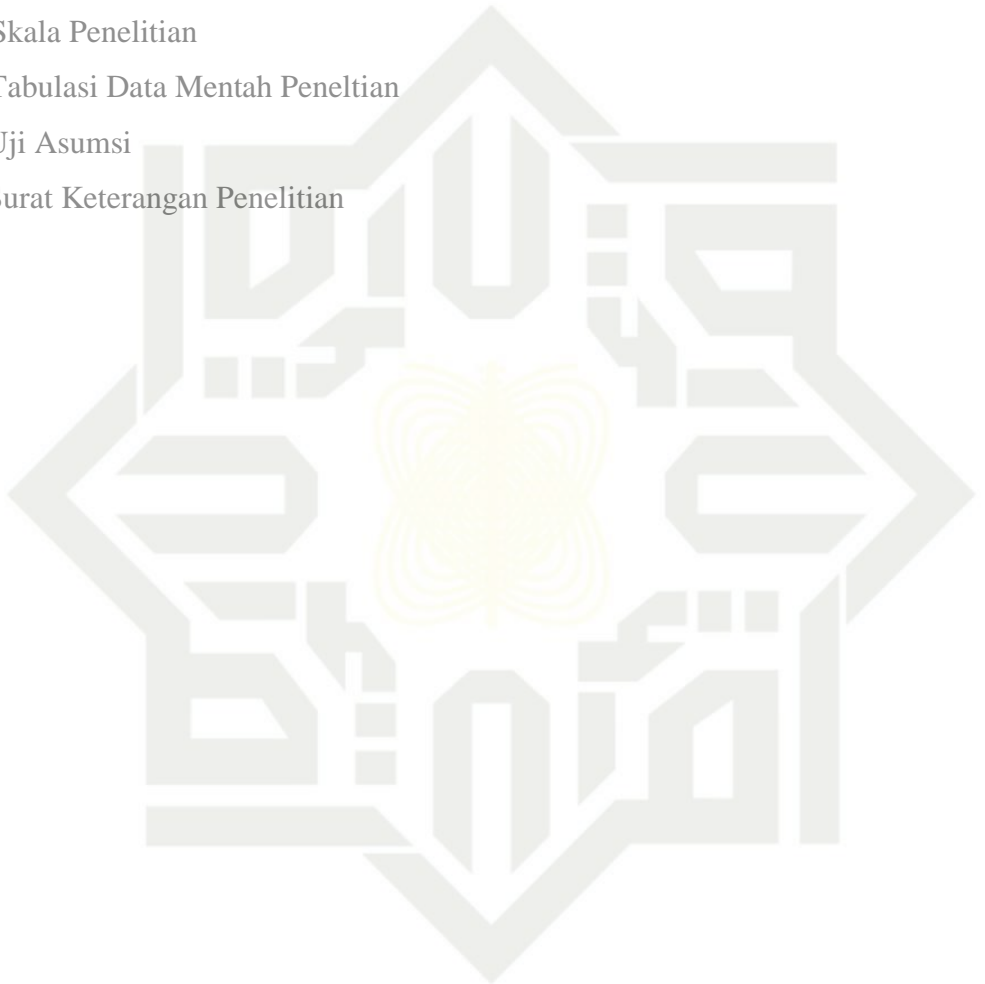 Skala Penelitian
Tabulasi Data Mentah Peneltian
Uji Asumsi
Surat Keterangan Penelitian